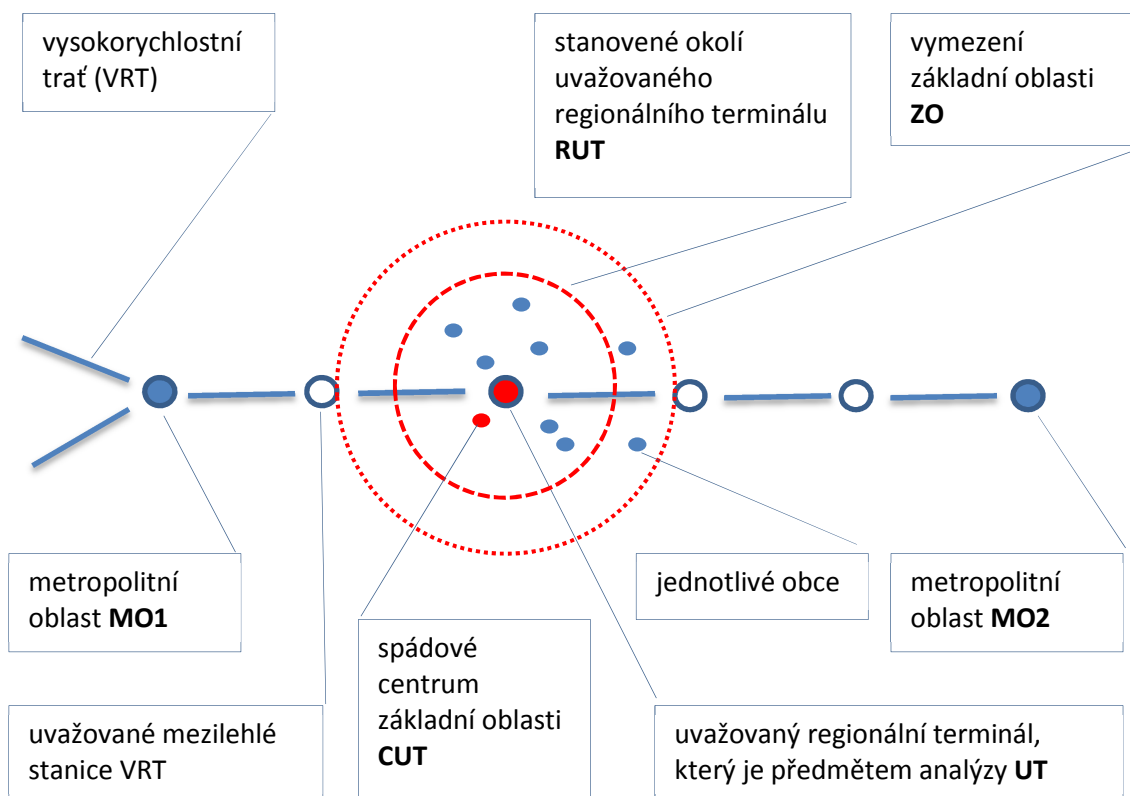 vysokorychlostní
trať (VRT)
stanovené okolí
uvažovaného
regionálního terminálu
RUT
vymezení
základní oblasti
ZO
metropolitní
oblast MO1
jednotlivé obce
metropolitní
oblast MO2
spádové
centrum
základní oblasti
CUT
uvažované mezilehlé
stanice VRT
uvažovaný regionální terminál,
který je předmětem analýzy UT